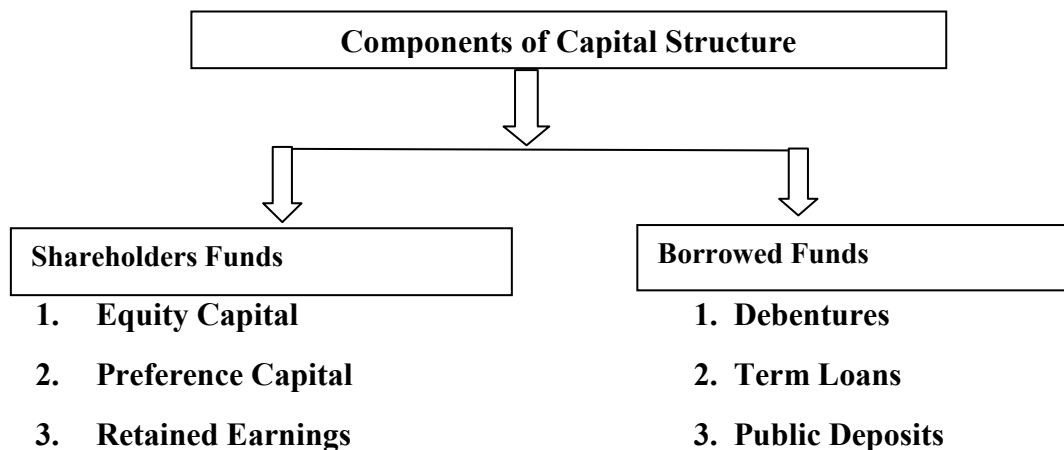 Components of Capital Structure
Shareholders Funds
1. Equity Capital
2. Preference Capital
3. Retained Earnings
Borrowed Funds
1. Debentures
2. Term Loans
3. Public Deposits